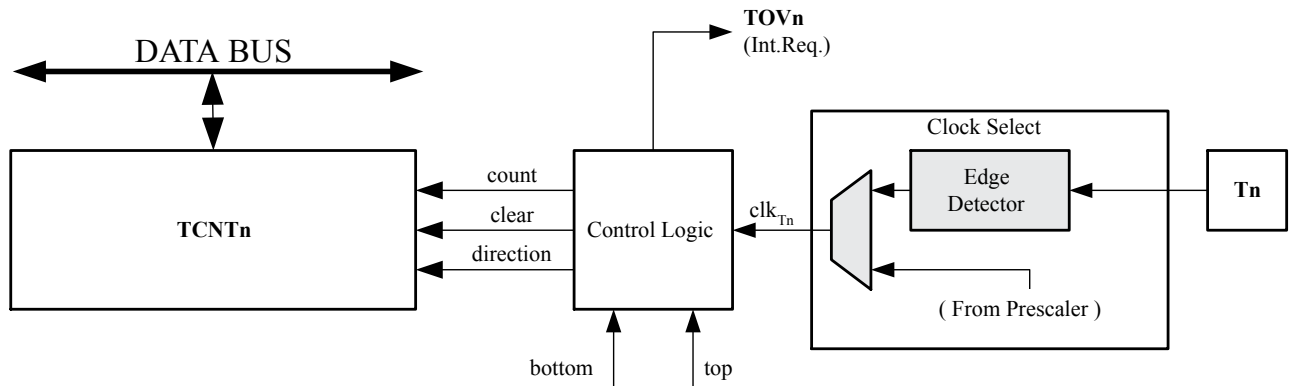 TOVn
(Int.Req.)
DATA BUS
Clock Select
count
Edge
Detector
Tn
clkTn
TCNTn
clear
Control Logic
direction
( From Prescaler )
bottom
top